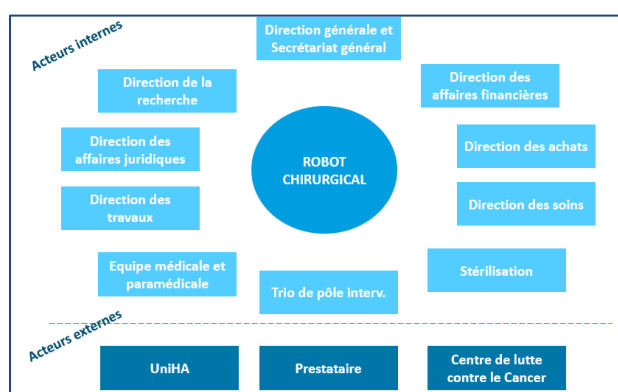 Acteurs internes
Direction générale et
Secrétariat général
Direction de la
recherche
Direction des
affaires financières
Direction des
affaires juridiques
ROBOT
CHIRURGICAL
Direction des achats
Direction des
travaux
Direction des soins
Equipe médicale et
paramédicale
Trio de pôle interv.
Stérilisation
Acteurs externes
UniHA
Prestataire
Centre de lutte
contre le Cancer